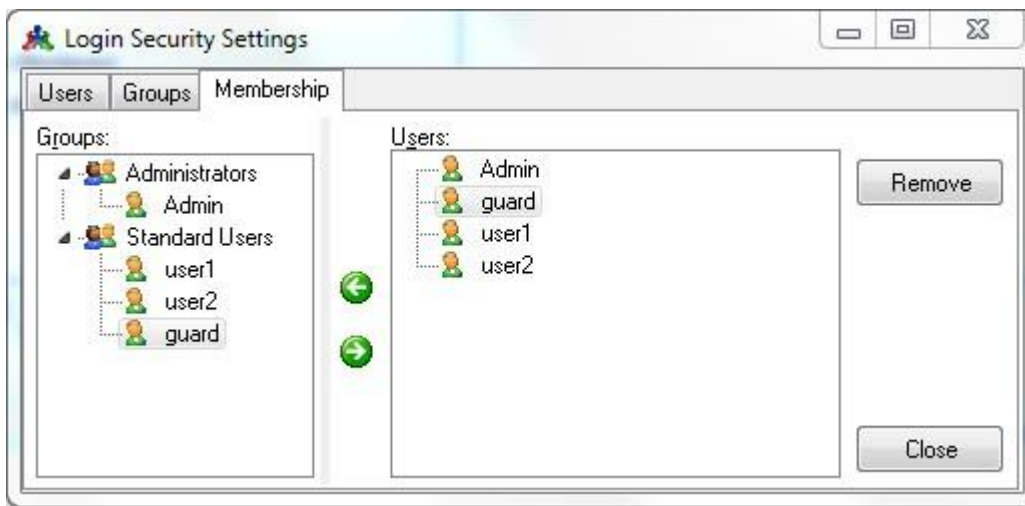 Login Security Settings
Users Groups Membership
Groups:
Administrators
Admin
Standard Users
user1
user2
guard
Users:
Admin
guard
user1
user2
Remove
Close